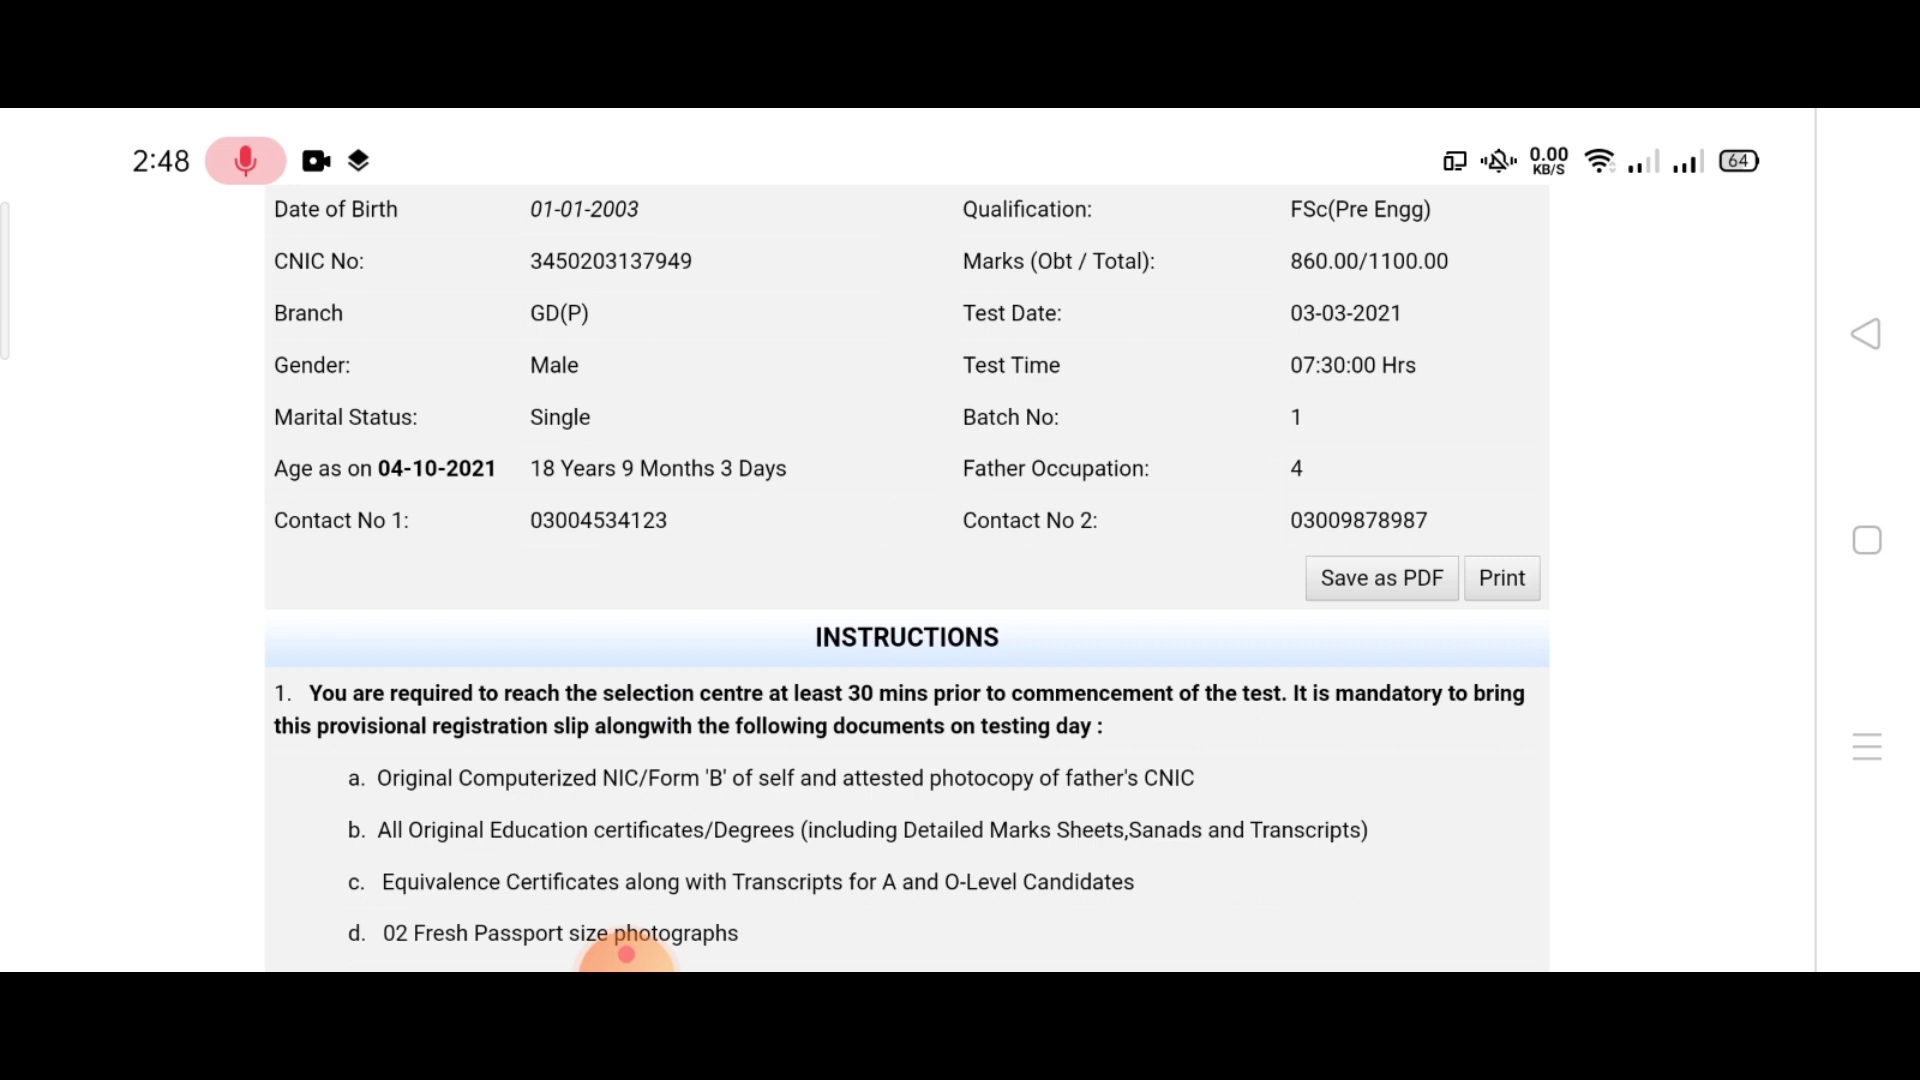 2:48
0.00
KB/S
64
Date of Birth 01-01-2003 Qualification: FSc(Pre Engg)
CNIC No: 3450203137949 Marks (Obt / Total): 860.00/1100.00
Branch GD(P) Test Date: 03-03-2021
Gender: Male Test Time 07:30:00 Hrs
Marital Status: Single Batch No: 1
Age as on 04-10-2021 18 Years 9 Months 3 Days Father Occupation: 4
Contact No 1: 03004534123 Contact No 2: 03009878987
Save as PDF Print
INSTRUCTIONS
1. You are required to reach the selection centre at least 30 mins prior to commencement of the test. It is mandatory to bring
this provisional registration slip alongwith the following documents on testing day :
a. Original Computerized NIC/Form 'B' of self and attested photocopy of father's CNIC
b. All Original Education certificates/Degrees (including Detailed Marks Sheets,Sanads and Transcripts)
c. Equivalence Certificates along with Transcripts for A and O-Level Candidates
d. 02 Fresh Passport size photographs